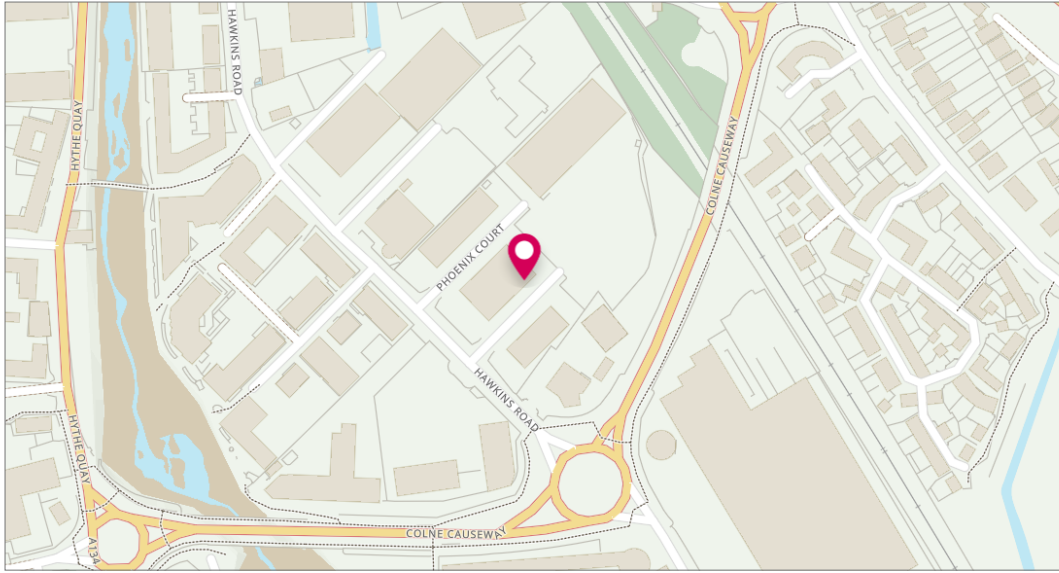 HAWKINS ROAD
HYTHE QUAY
COLNE CAUSEWAY
PHOENIX COURT
HAWKINS ROAD
HYTHE QUAY
COLNE CAUSEWAY
A134